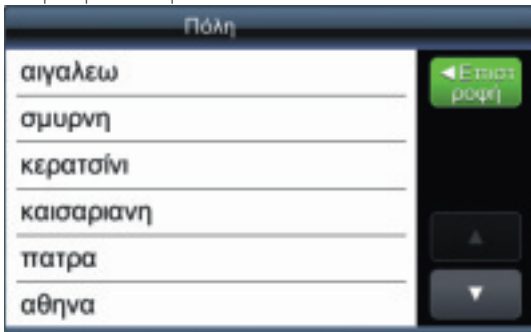 Πόλη
αιγαλεω
◄Επιστ
ροφή
σμυρνη
κερατσίνι
καισαριανη
πατρα
αθηνα